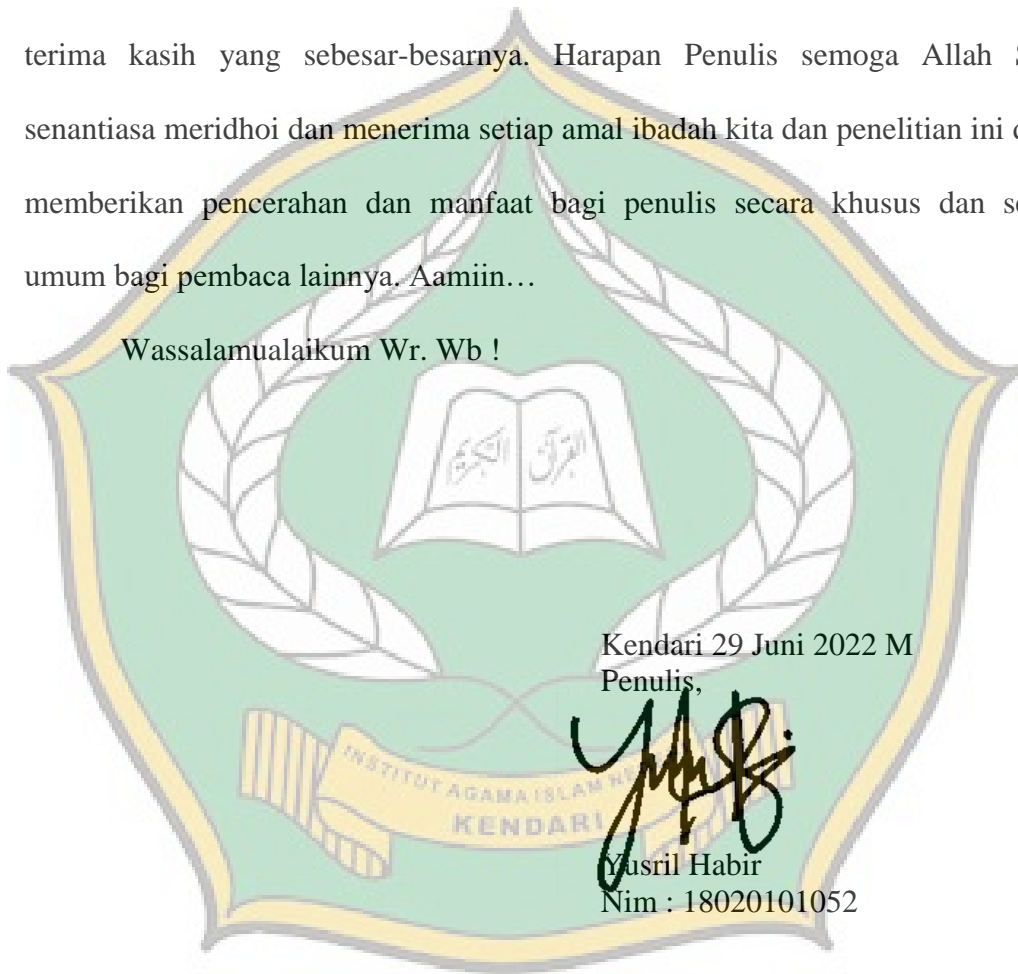 terima kasih yang sebesar-besarnya. Harapan Penulis semoga Allah
senantiasa meridhoi dan menerima setiap amal ibadah kita dan penelitian ini
memberikan pencerahan dan manfaat bagi penulis secara khusus dan
umum bagi pembaca lainnya. Aamiin…
Wassalamualaikum Wr. Wb !
القرآن الكريم
Kendari 29 Juni 2022 M
Penulis,
INSTITUT AGAMA ISLAM
KENDARI
Yusril Habir
Nim : 18020101052